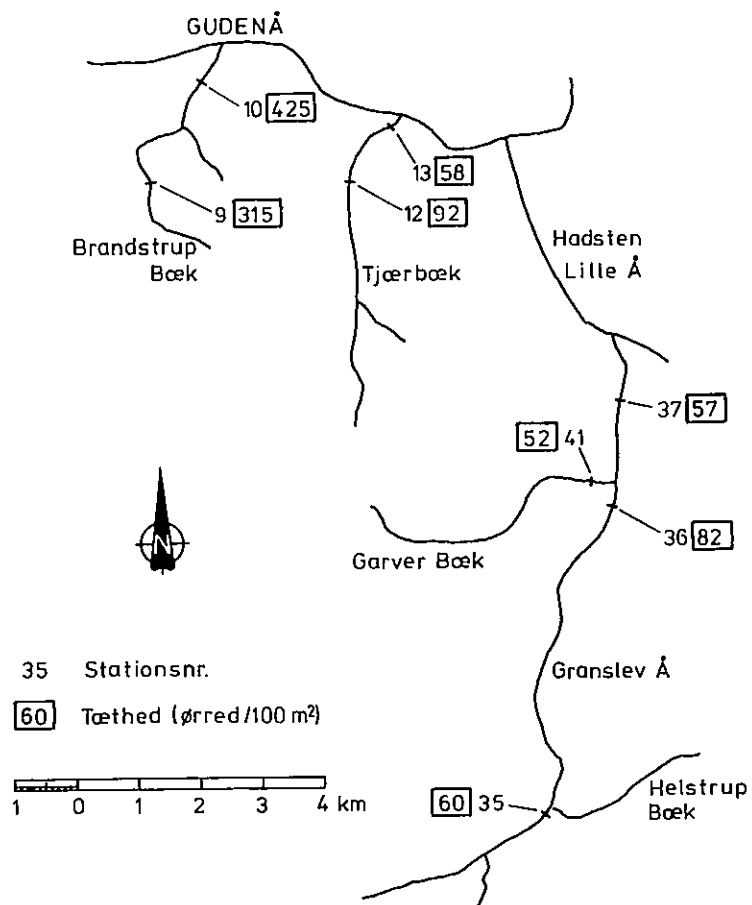 GUDENÅ
10 425
13 58
9 315
12 92
Brandstrup
Bæk
Tjærbæk
Hadsten
Lille Å
37 57
52 41
36 82
Garver Bæk
N
Granslev Å
35 Stationsnr.
60 Tæthed (ørred/100 m²)
1 0 1 2 3 4 km
60 35
Helstrup
Bæk